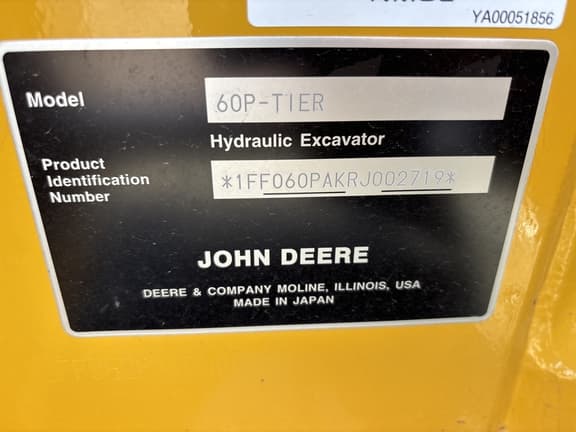 YA00051856
Model
60P-TIER
Hydraulic Excavator
Product
Identification
Number
*1FF060PAKRJ002719*
JOHN DEERE
DEERE & COMPANY MOLINE, ILLINOIS, USA
MADE IN JAPAN